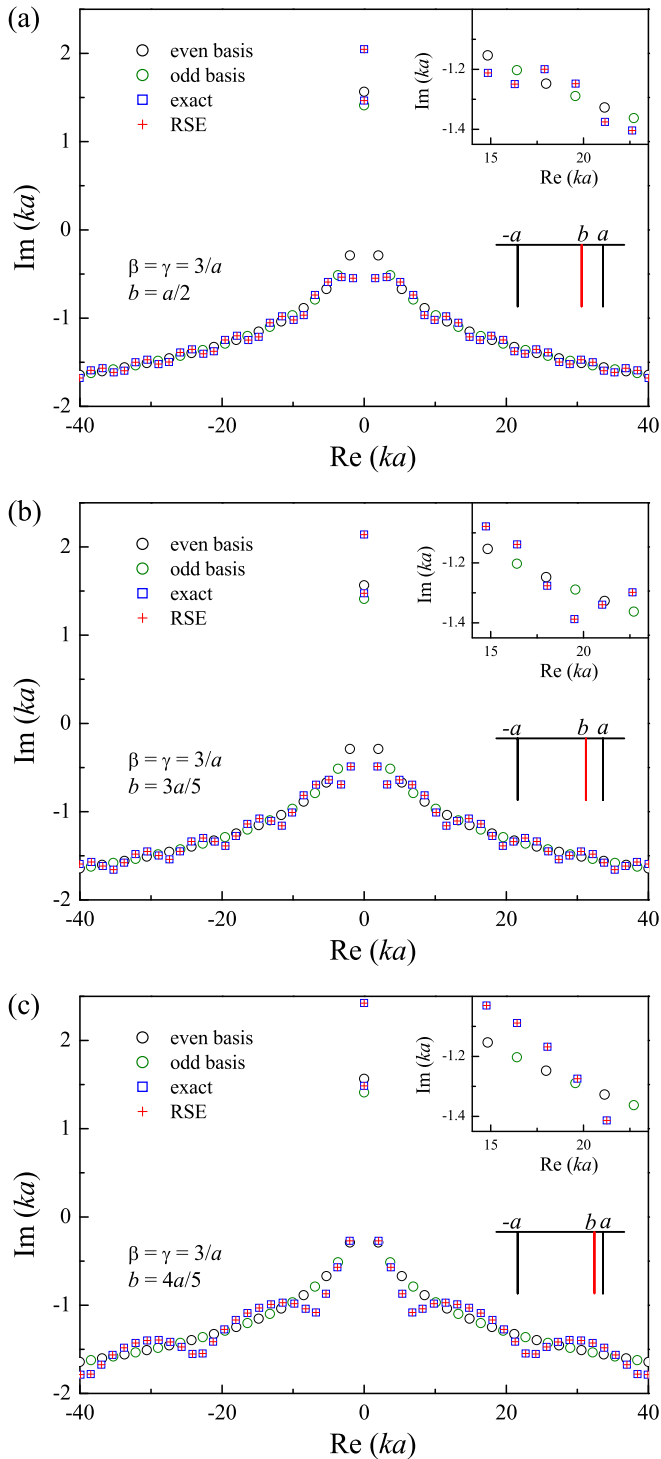 (a)
even basis
odd basis
exact
RSE
β = γ = 3/a
b = a/2
-a b a
Im (ka)
2
1
0
-1
-2
-40 -20 0 20 40
Re (ka)
Im (ka)
-1.2
-1.4
15 20
Re (ka)
(b)
even basis
odd basis
exact
RSE
β = γ = 3/a
b = 3a/5
-a b a
Im (ka)
2
1
0
-1
-2
-40 -20 0 20 40
Re (ka)
Im (ka)
-1.2
-1.4
15 20
Re (ka)
(c)
even basis
odd basis
exact
RSE
β = γ = 3/a
b = 4a/5
-a b a
Im (ka)
2
1
0
-1
-2
-40 -20 0 20 40
Re (ka)
Im (ka)
-1.2
-1.4
15 20
Re (ka)